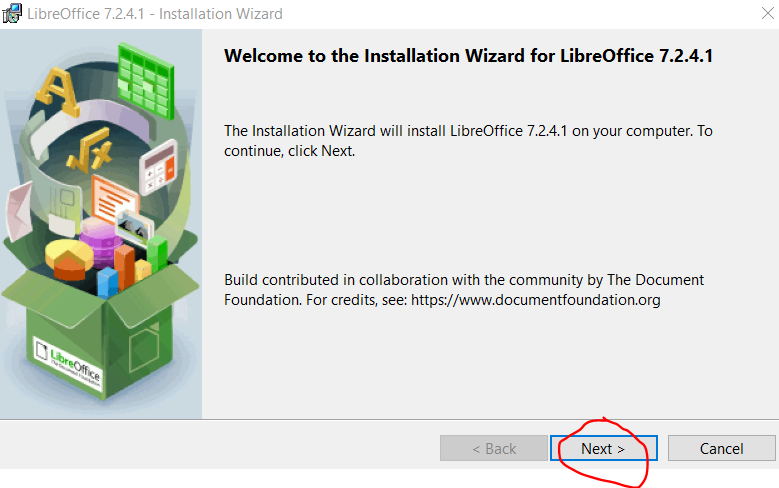 LibreOffice 7.2.4.1 - Installation Wizard
Welcome to the Installation Wizard for LibreOffice 7.2.4.1
The Installation Wizard will install LibreOffice 7.2.4.1 on your computer. To
continue, click Next.
Build contributed in collaboration with the community by The Document
Foundation. For credits, see: https://www.documentfoundation.org
A
√x
LibreOffice
The Document Foundation
< Back
Next >
Cancel